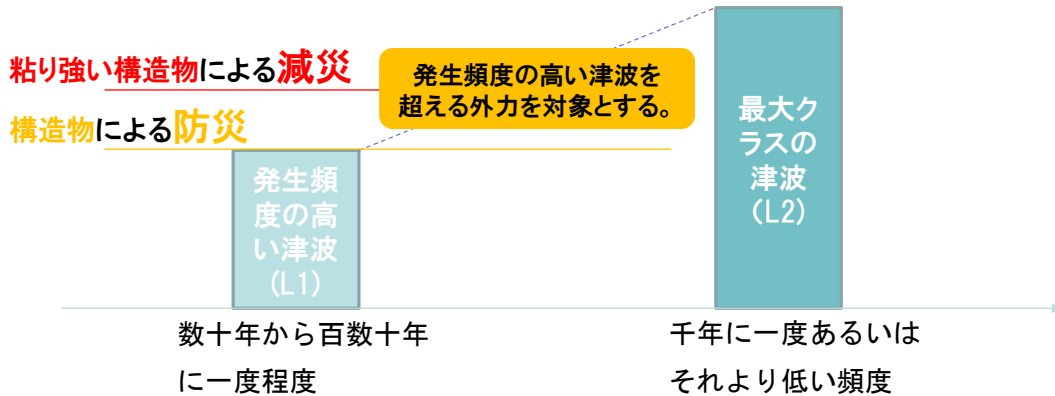 粘り強い構造物による減災
発生頻度の高い津波を
超える外力を対象とする。
構造物による防災
発生頻
度の高
い津波
(L1)
最大ク
ラスの
津波
(L2)
数十年から百数十年
に一度程度
千年に一度あるいは
それより低い頻度